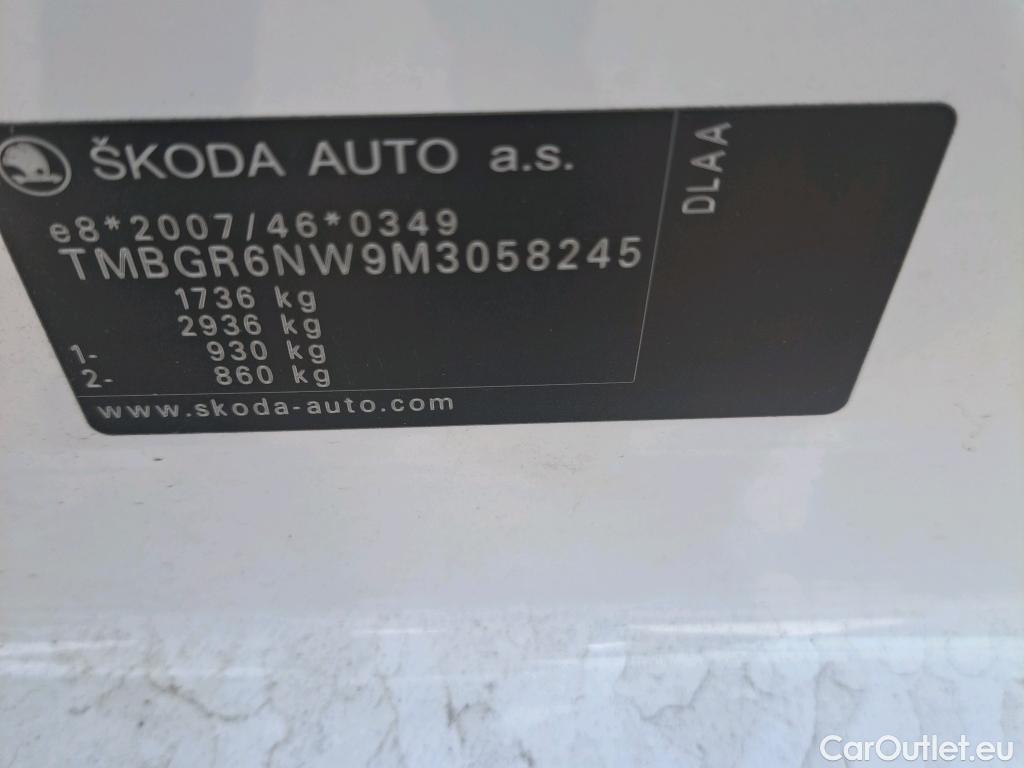 ŠKODA AUTO a.s.
e8*2007/46*0349
TMBGR6NW9M3058245
1736 kg
2936 kg
1- 930 kg
2- 860 kg
www.skoda-auto.com
DLAA
CarOutlet.eu